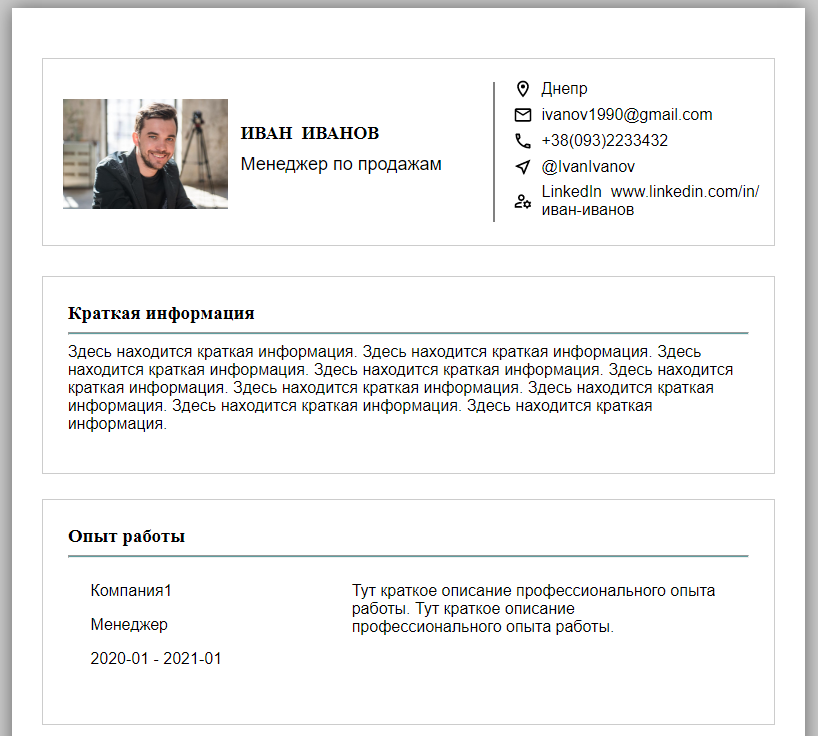 ИВАН ИВАНОВ
Менеджер по продажам
Днепр
ivanov1990@gmail.com
+38(093)2233432
@IvanIvanov
LinkedIn www.linkedin.com/in/
иван-иванов
Краткая информация
Здесь находится краткая информация. Здесь находится краткая информация. Здесь
находится краткая информация. Здесь находится краткая информация. Здесь находится
краткая информация. Здесь находится краткая информация. Здесь находится краткая
информация. Здесь находится краткая информация. Здесь находится краткая
информация.
Опыт работы
Компания1
Менеджер
2020-01 - 2021-01
Тут краткое описание профессионального опыта
работы. Тут краткое описание
профессионального опыта работы.